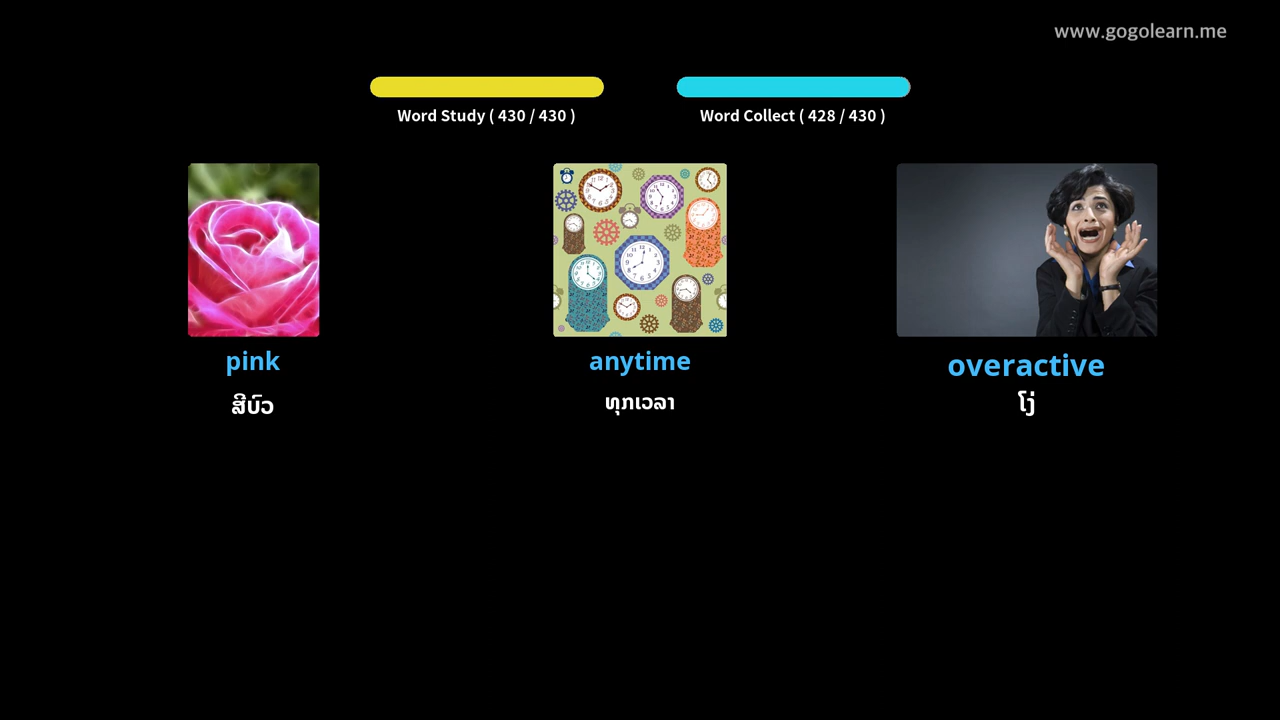 www.gogolearn.me
Word Study ( 430 / 430 )
Word Collect ( 428 / 430 )
pink
anytime
overactive
ສີບົວ
ທຸກເວລາ
ໂງ່